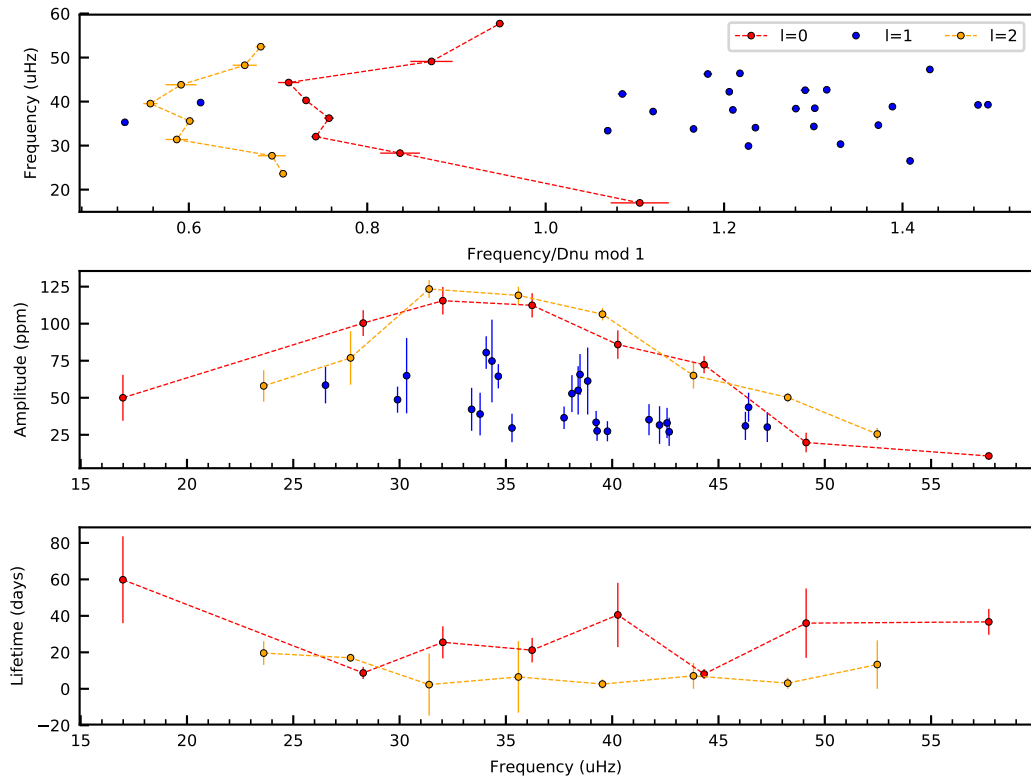 60
50
40
30
20
Frequency (uHz)
l=0 l=1 l=2
0.6 0.8 1.0 1.2 1.4
Frequency/Dnu mod 1
125
100
75
50
25
Amplitude (ppm)
15 20 25 30 35 40 45 50 55
80
60
40
20
0
−20
Lifetime (days)
15 20 25 30 35 40 45 50 55
Frequency (uHz)